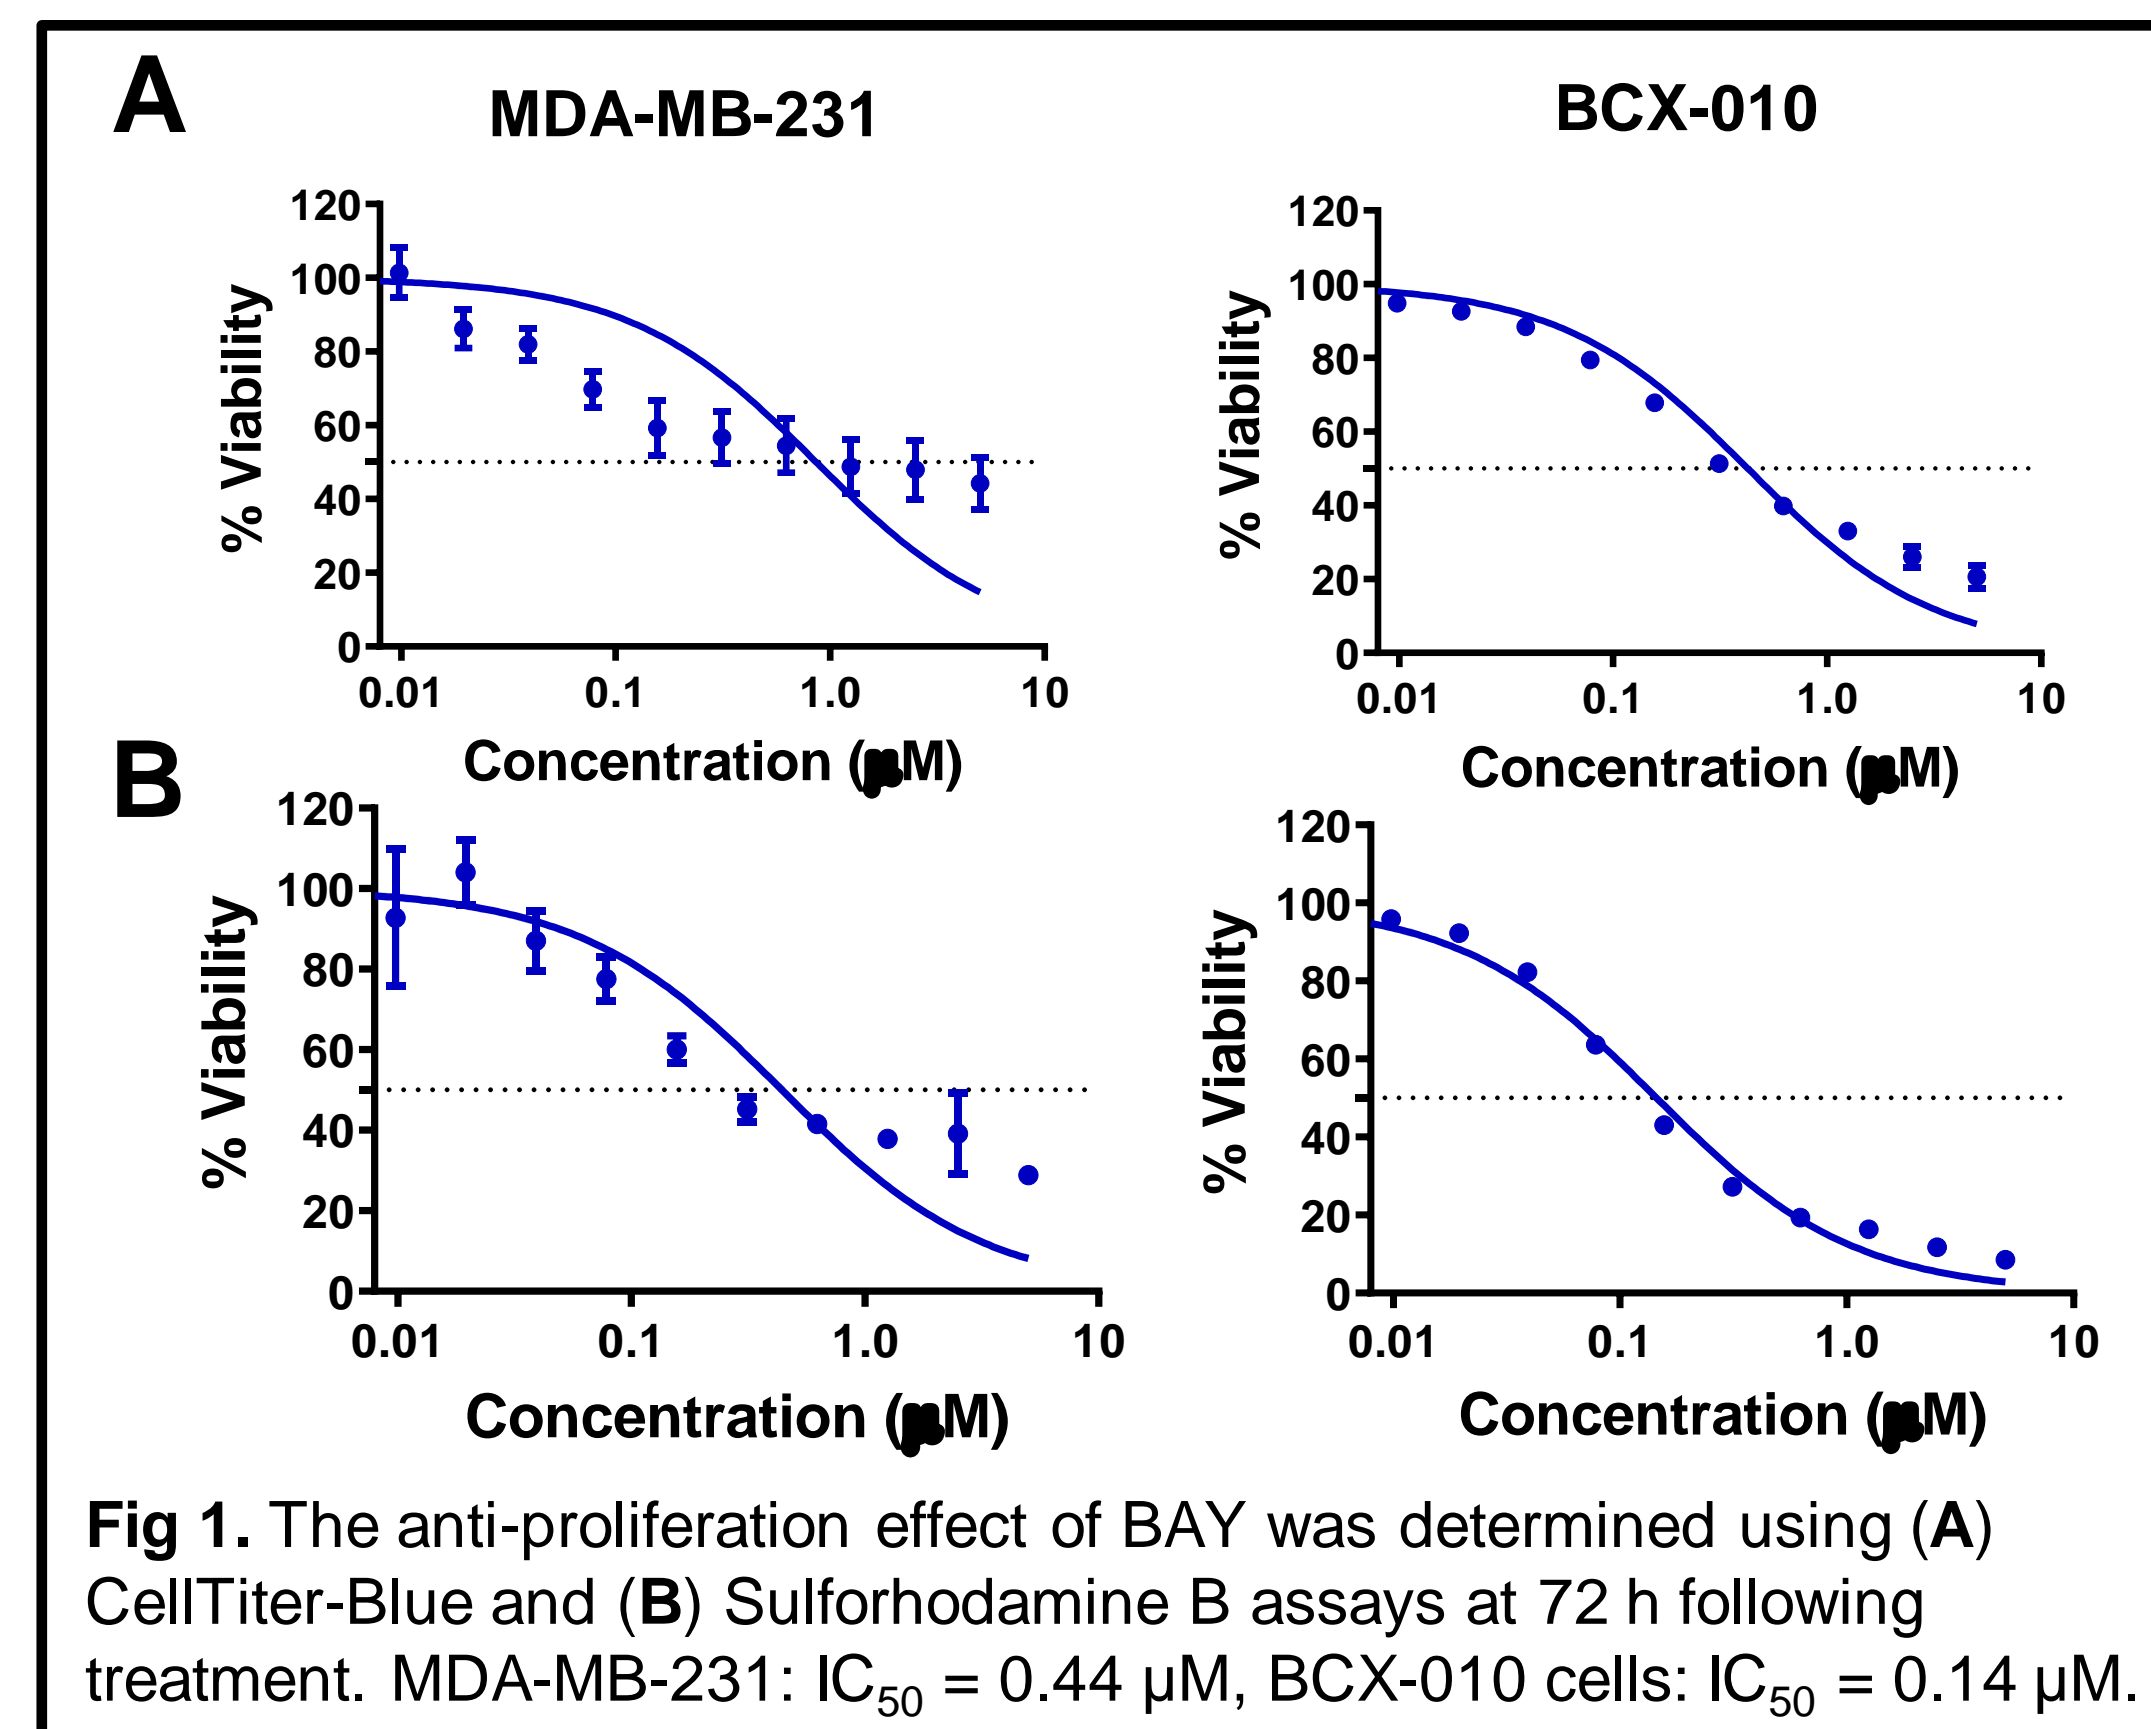 A
MDA-MB-231
BCX-010
120
100
80
60
40
20
0
% Viability
0.01 0.1 1.0 10
Concentration (μM)
120
100
80
60
40
20
0
% Viability
0.01 0.1 1.0 10
Concentration (μM)
B
120
100
80
60
40
20
0
% Viability
0.01 0.1 1.0 10
Concentration (μM)
120
100
80
60
40
20
0
% Viability
0.01 0.1 1.0 10
Concentration (μM)
Fig 1. The anti-proliferation effect of BAY was determined using (A)
CellTiter-Blue and (B) Sulforhodamine B assays at 72 h following
treatment. MDA-MB-231: IC50 = 0.44 µM, BCX-010 cells: IC50 = 0.14 µM.